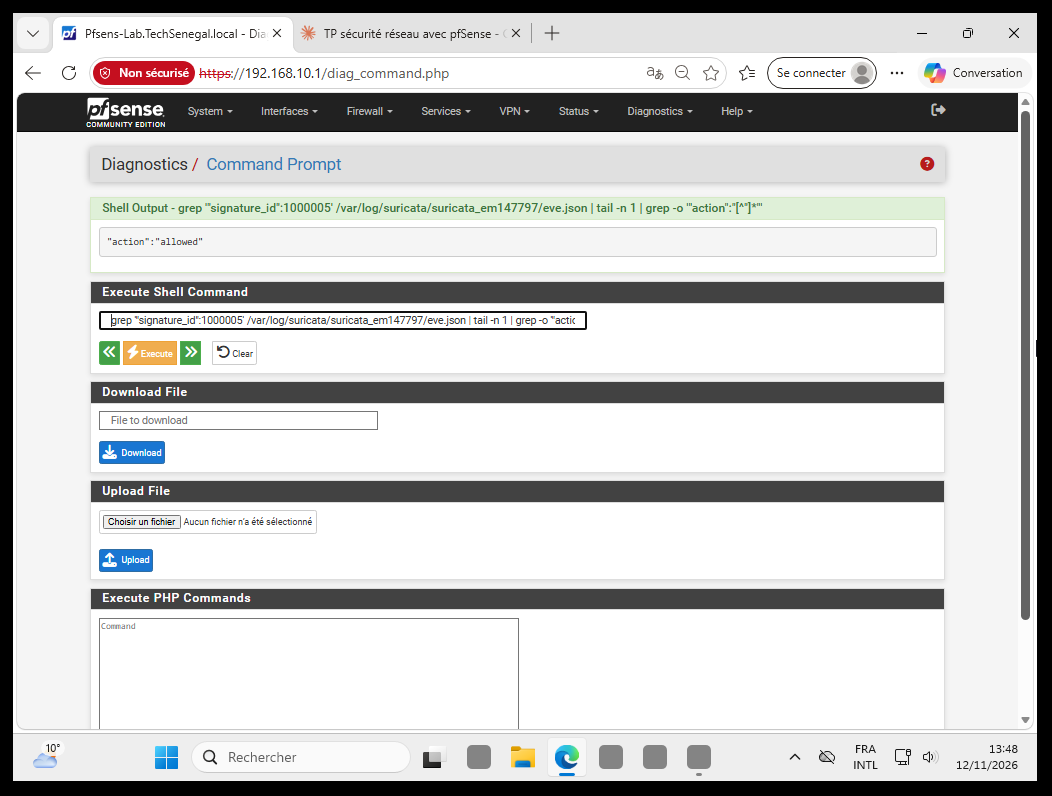 Pfsens-Lab.TechSenegal.local - Dia
TP sécurité réseau avec pfSense -
Non sécurisé https://192.168.10.1/diag_command.php
Se connecter
Conversation
pfsense
COMMUNITY EDITION
System Interfaces Firewall Services VPN Status Diagnostics Help
Diagnostics / Command Prompt
Shell Output - grep '"signature_id":1000005' /var/log/suricata/suricata_em147797/eve.json | tail -n 1 | grep -o '"action":"[^"]*"'
"action":"allowed"
Execute Shell Command
grep '"signature_id":1000005' /var/log/suricata/suricata_em147797/eve.json | tail -n 1 | grep -o '"actic
Execute
Clear
Download File
File to download
Download
Upload File
Choisir un fichier Aucun fichier n'a été sélectionné
Upload
Execute PHP Commands
Command
10°
Rechercher
FRA
INTL
13:48
12/11/2026